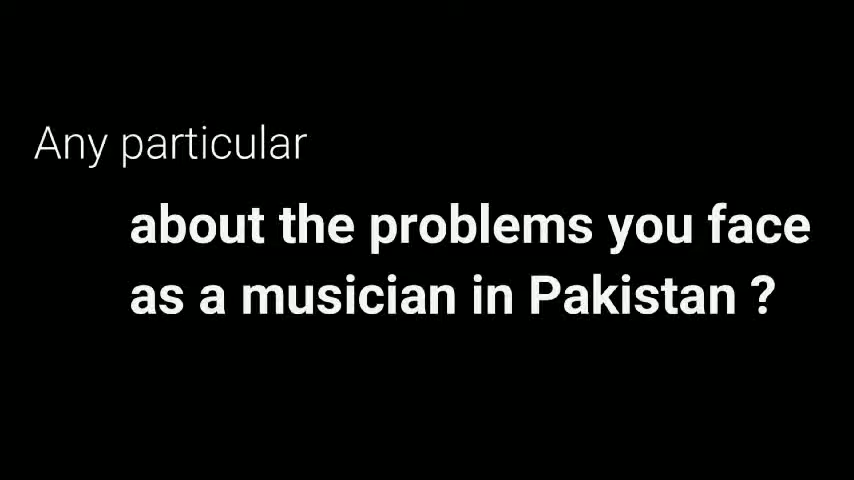 Any particular
about the problems you face
as a musician in Pakistan ?